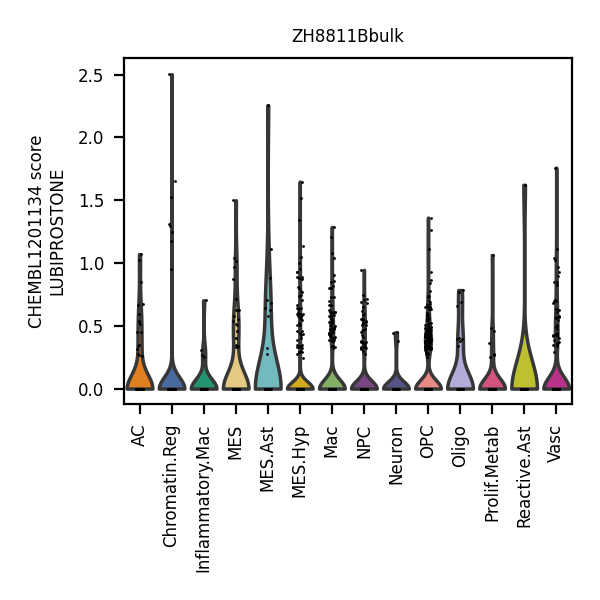 ZH8811Bbulk
CHEMBL1201134 score
LUBIPROSTONE
2.5
2.0
1.5
1.0
0.5
0.0
AC
Chromatin.Reg
Inflammatory.Mac
MES
MES.Ast
MES.Hyp
Mac
NPC
Neuron
OPC
Oligo
Prolif.Metab
Reactive.Ast
Vasc